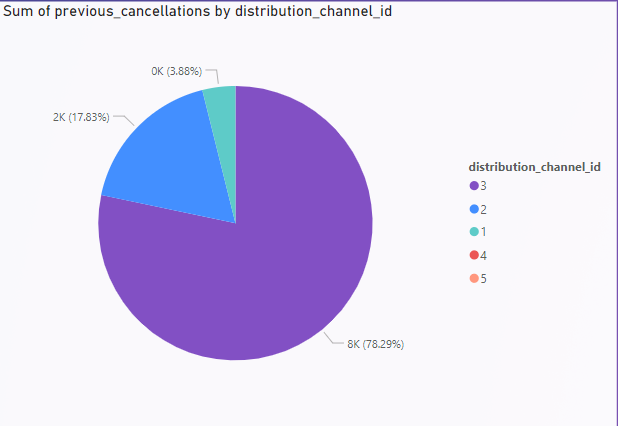 Sum of previous_cancellations by distribution_channel_id
0K (3.88%)
2K (17.83%)
8K (78.29%)
distribution_channel_id
3
2
1
4
5